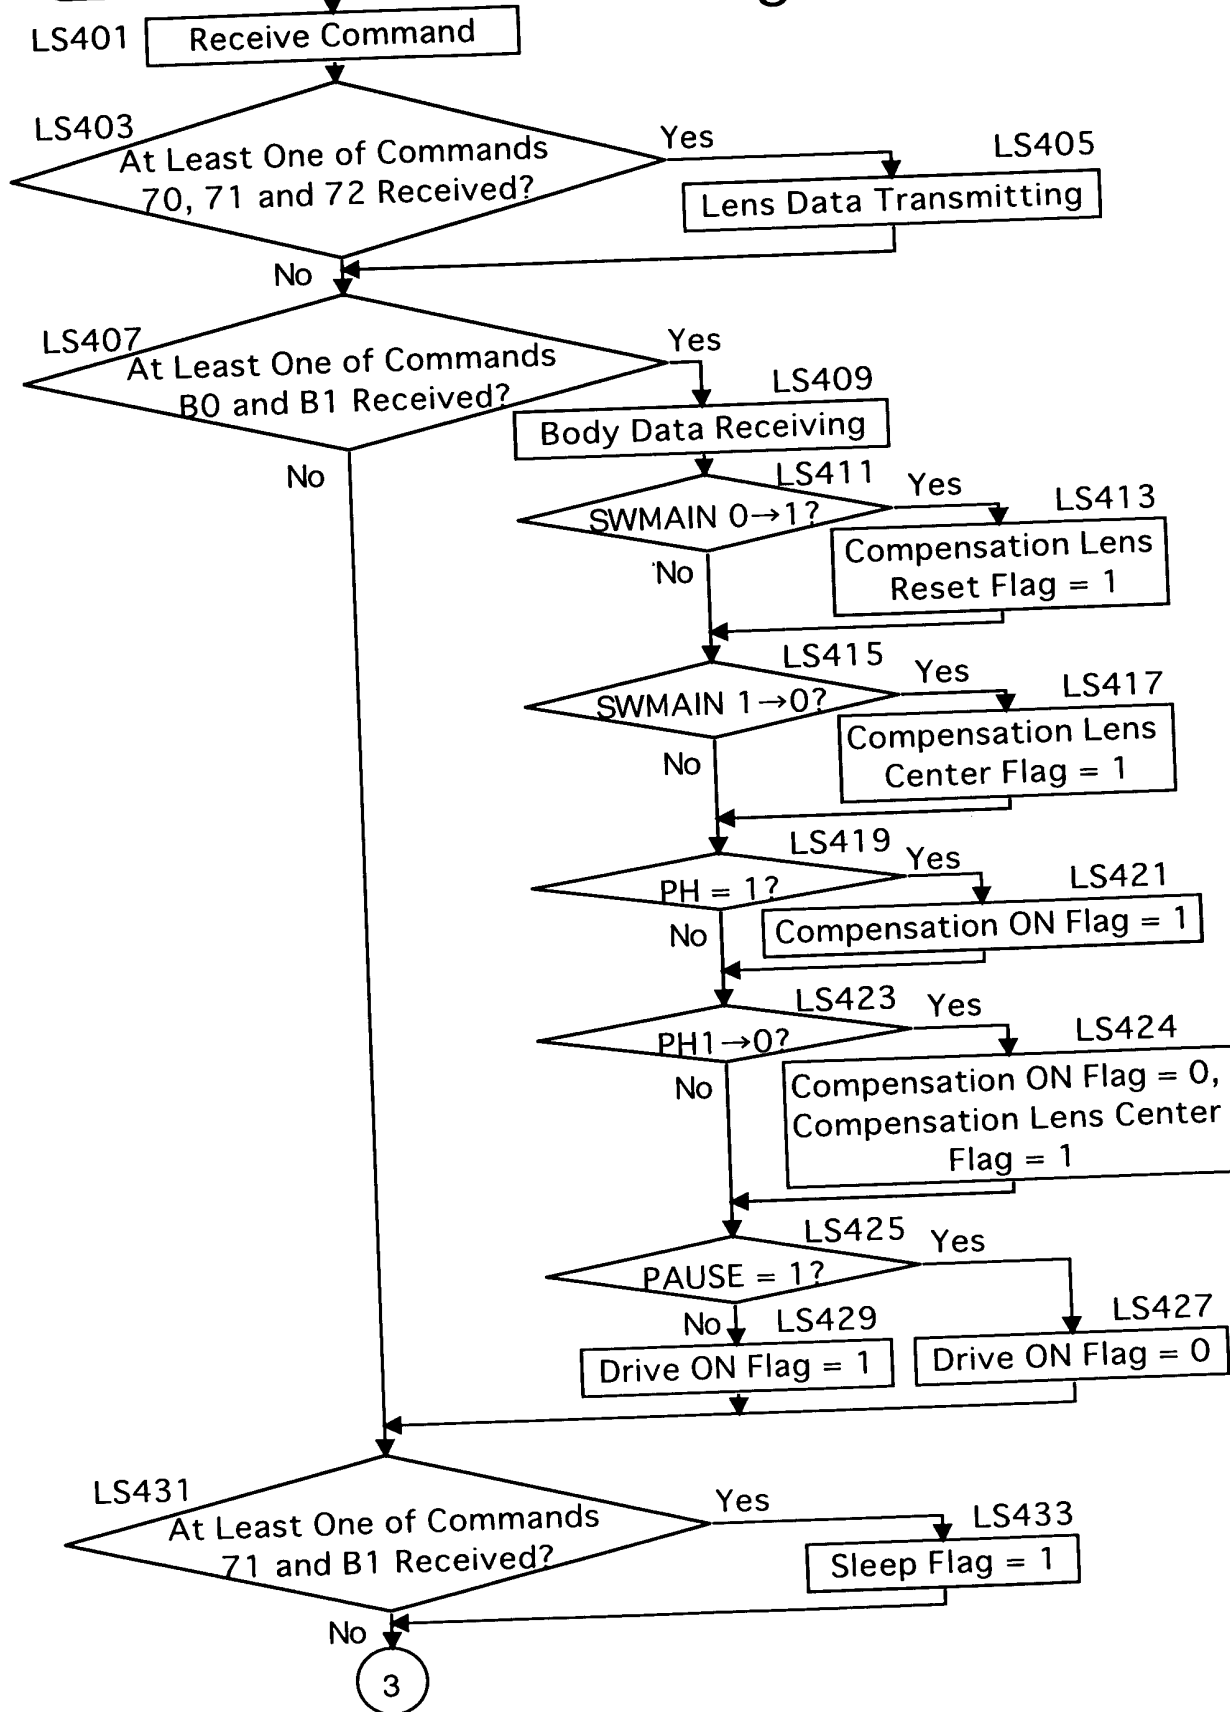 LS401
Receive Command
LS403
At Least One of Commands
70, 71 and 72 Received?
Yes
LS405
Lens Data Transmitting
No
LS407
At Least One of Commands
B0 and B1 Received?
Yes
LS409
Body Data Receiving
No
LS411
SWMAIN 0→1?
Yes
LS413
Compensation Lens
Reset Flag = 1
No
LS415
SWMAIN 1→0?
Yes
LS417
Compensation Lens
Center Flag = 1
No
LS419
PH = 1?
Yes
LS421
Compensation ON Flag = 1
No
LS423
PH1→0?
Yes
LS424
Compensation ON Flag = 0,
Compensation Lens Center
Flag = 1
No
LS425
PAUSE = 1?
Yes
LS427
Drive ON Flag = 0
No
LS429
Drive ON Flag = 1
LS431
At Least One of Commands
71 and B1 Received?
Yes
LS433
Sleep Flag = 1
No
3